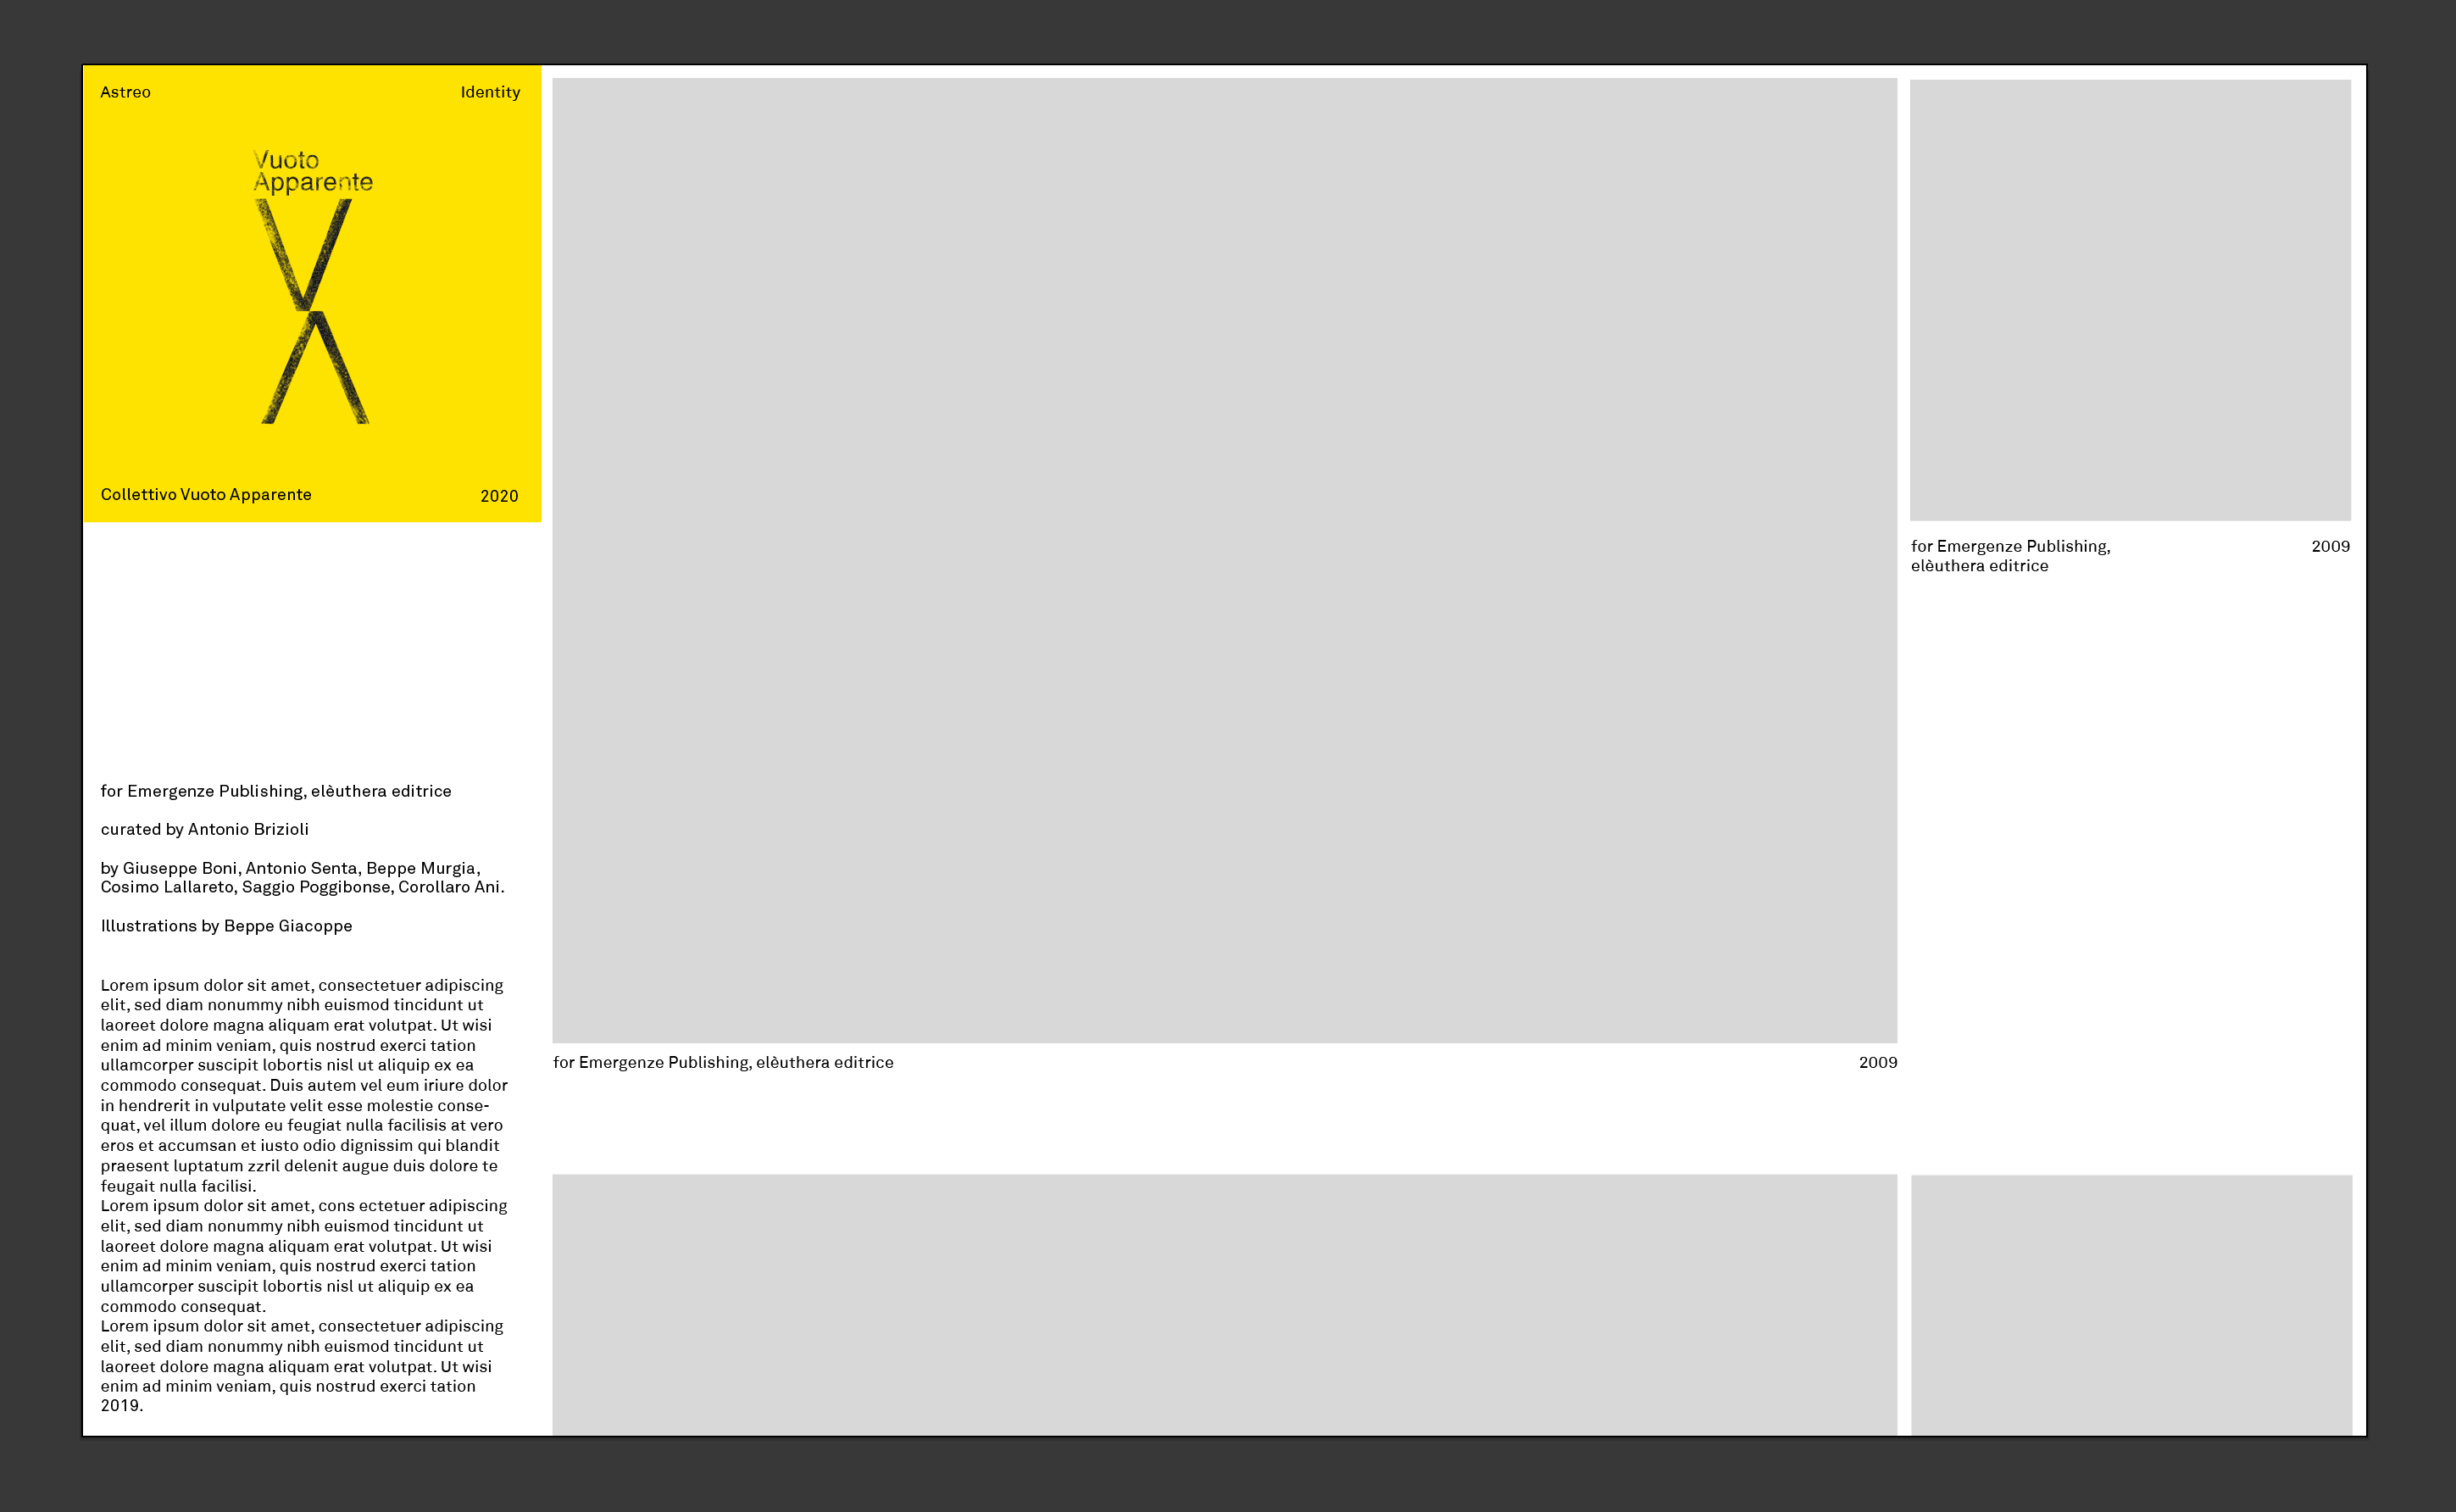 Astreo
Identity
Vuoto
Apparente
VA
Collettivo Vuoto Apparente
2020
for Emergenze Publishing, elèuthera editrice
curated by Antonio Brizioli
by Giuseppe Boni, Antonio Senta, Beppe Murgia,
Cosimo Lallareto, Saggio Poggibonse, Corollaro Ani.
Illustrations by Beppe Giacoppe
Lorem ipsum dolor sit amet, consectetuer adipiscing
elit, sed diam nonummy nibh euismod tincidunt ut
laoreet dolore magna aliquam erat volutpat. Ut wisi
enim ad minim veniam, quis nostrud exerci tation
ullamcorper suscipit lobortis nisl ut aliquip ex ea
commodo consequat. Duis autem vel eum iriure dolor
in hendrerit in vulputate velit esse molestie conse-
quat, vel illum dolore eu feugiat nulla facilisis at vero
eros et accumsan et iusto odio dignissim qui blandit
praesent luptatum zzril delenit augue duis dolore te
feugait nulla facilisi.
Lorem ipsum dolor sit amet, cons ectetuer adipiscing
elit, sed diam nonummy nibh euismod tincidunt ut
laoreet dolore magna aliquam erat volutpat. Ut wisi
enim ad minim veniam, quis nostrud exerci tation
ullamcorper suscipit lobortis nisl ut aliquip ex ea
commodo consequat.
Lorem ipsum dolor sit amet, consectetuer adipiscing
elit, sed diam nonummy nibh euismod tincidunt ut
laoreet dolore magna aliquam erat volutpat. Ut wisi
enim ad minim veniam, quis nostrud exerci tation
2019.
for Emergenze Publishing, elèuthera editrice
2009
for Emergenze Publishing,
elèuthera editrice
2009